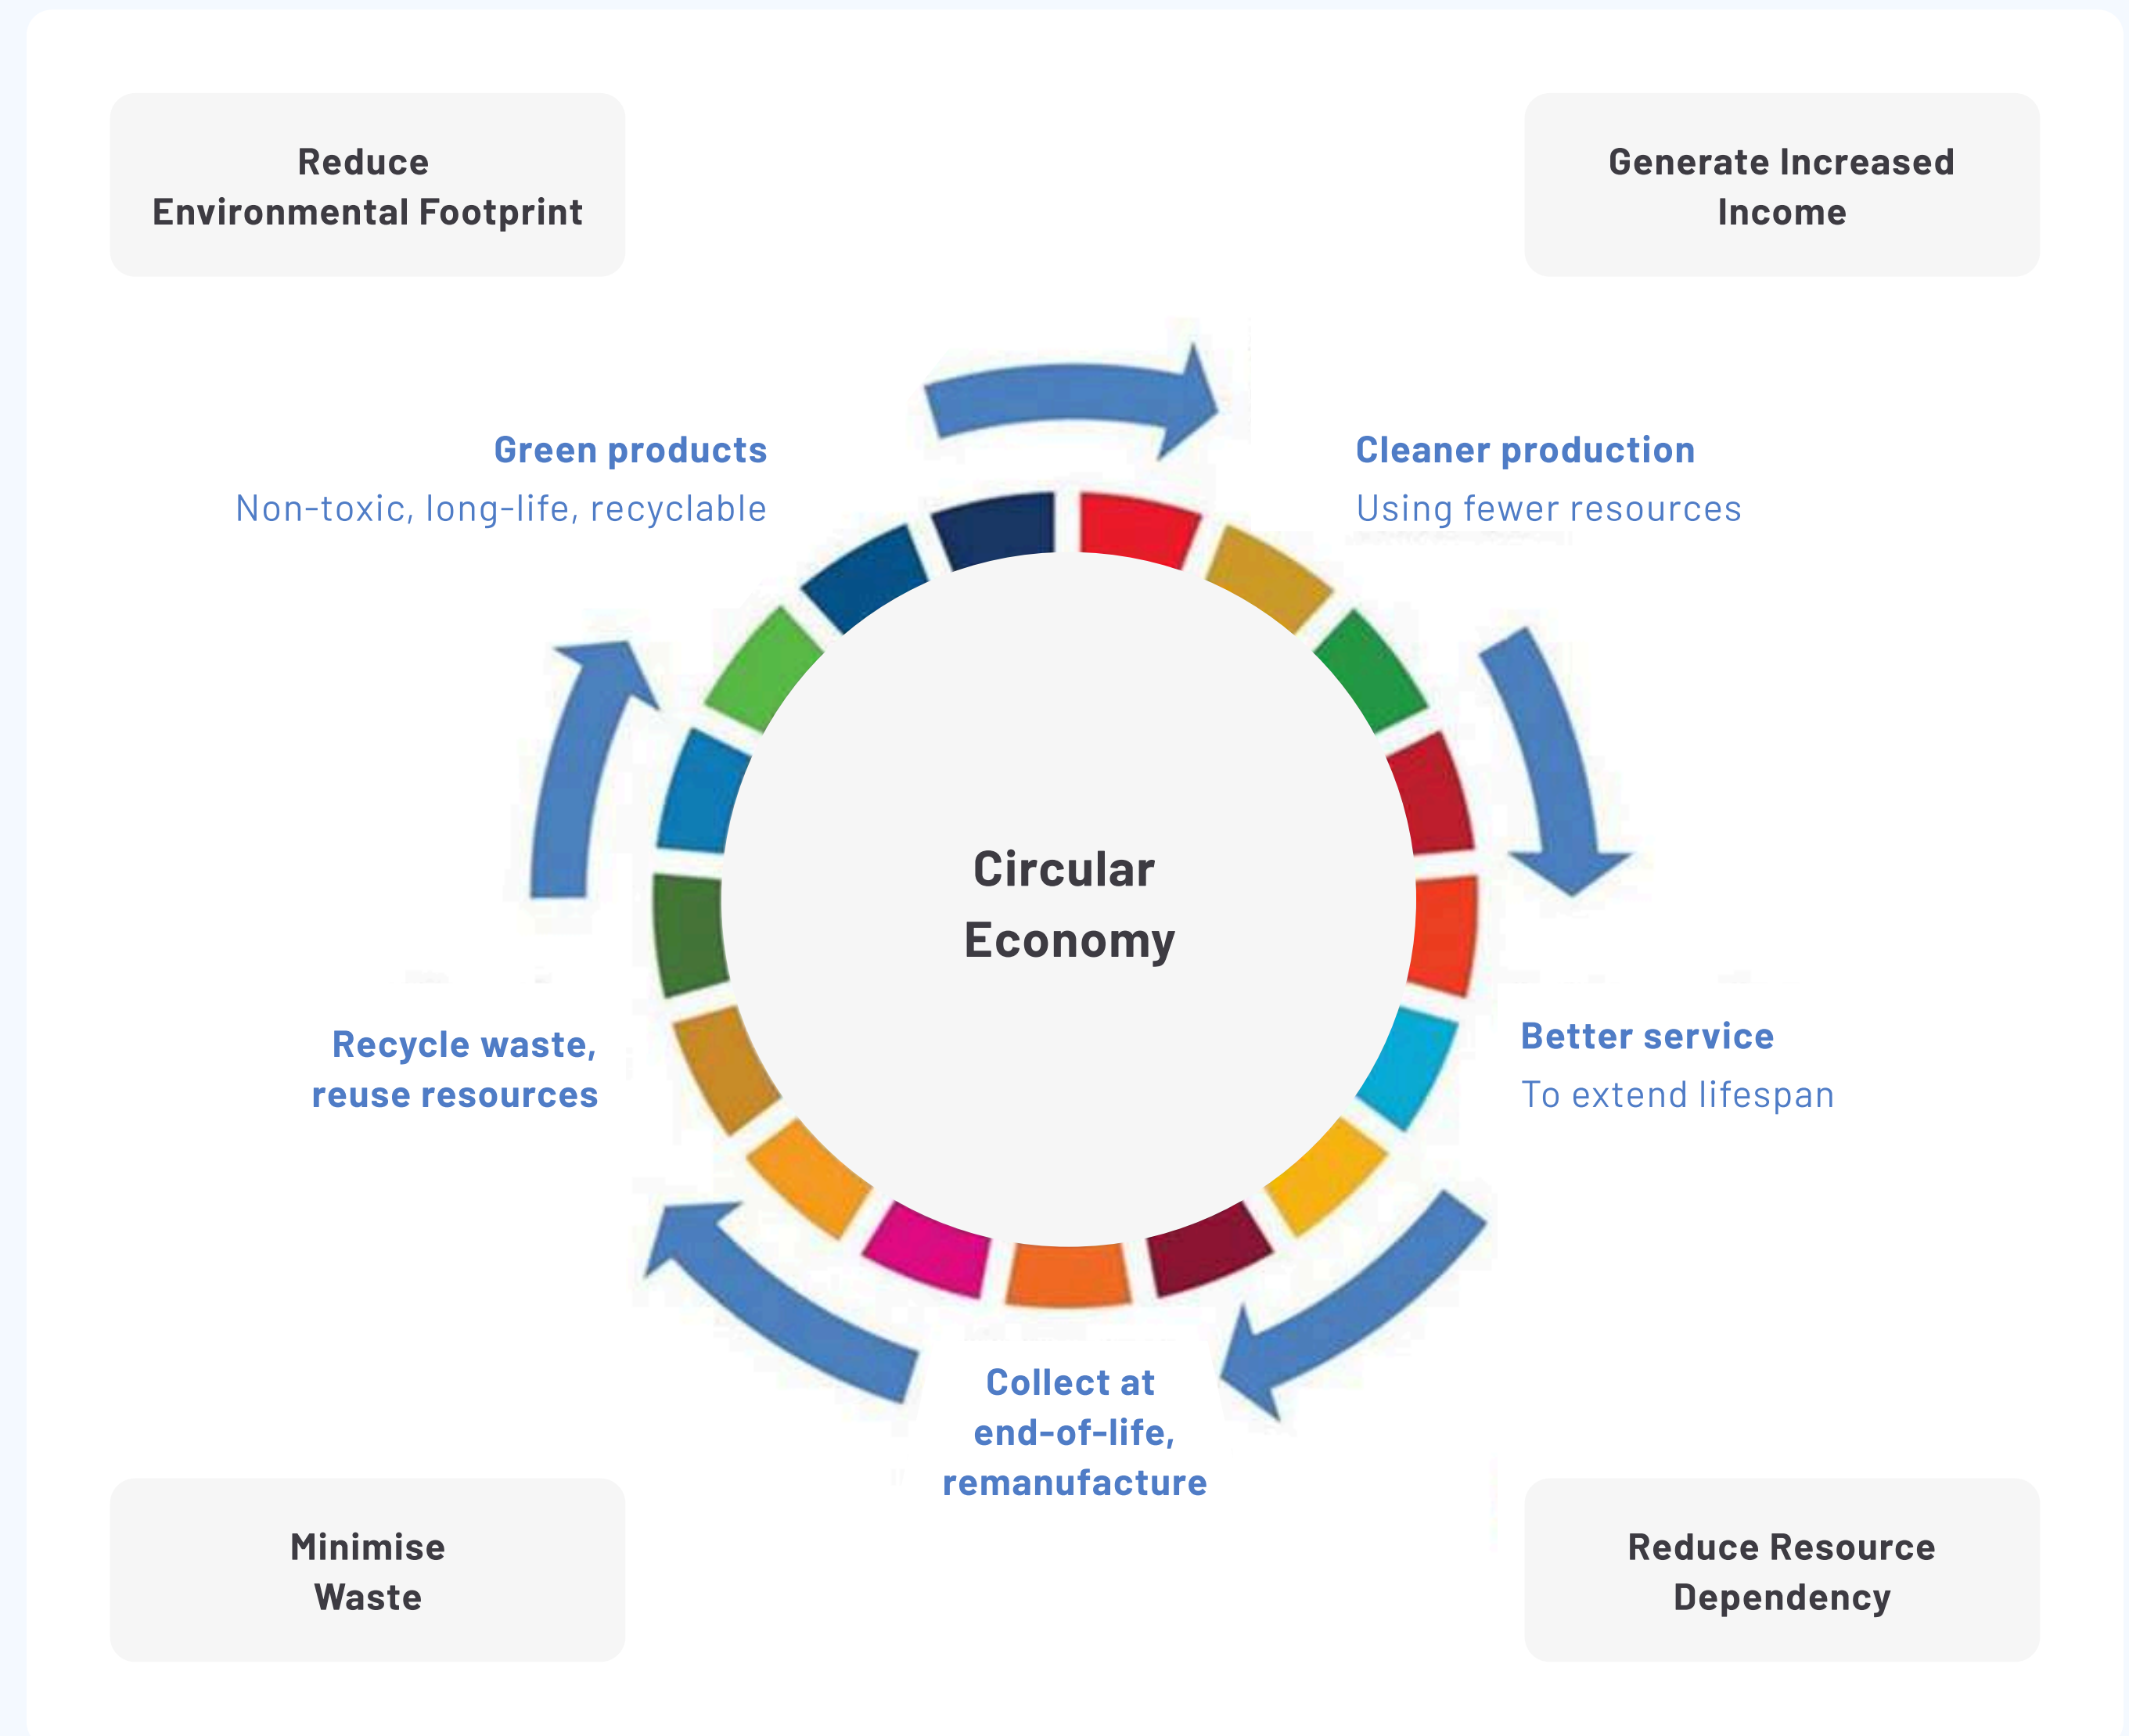 Reduce
Environmental Footprint
Generate Increased
Income
Green products
Non-toxic, long-life, recyclable
Cleaner production
Using fewer resources
Circular
Economy
Recycle waste,
reuse resources
Better service
To extend lifespan
Collect at
end-of-life,
remanufacture
Minimise
Waste
Reduce Resource
Dependency